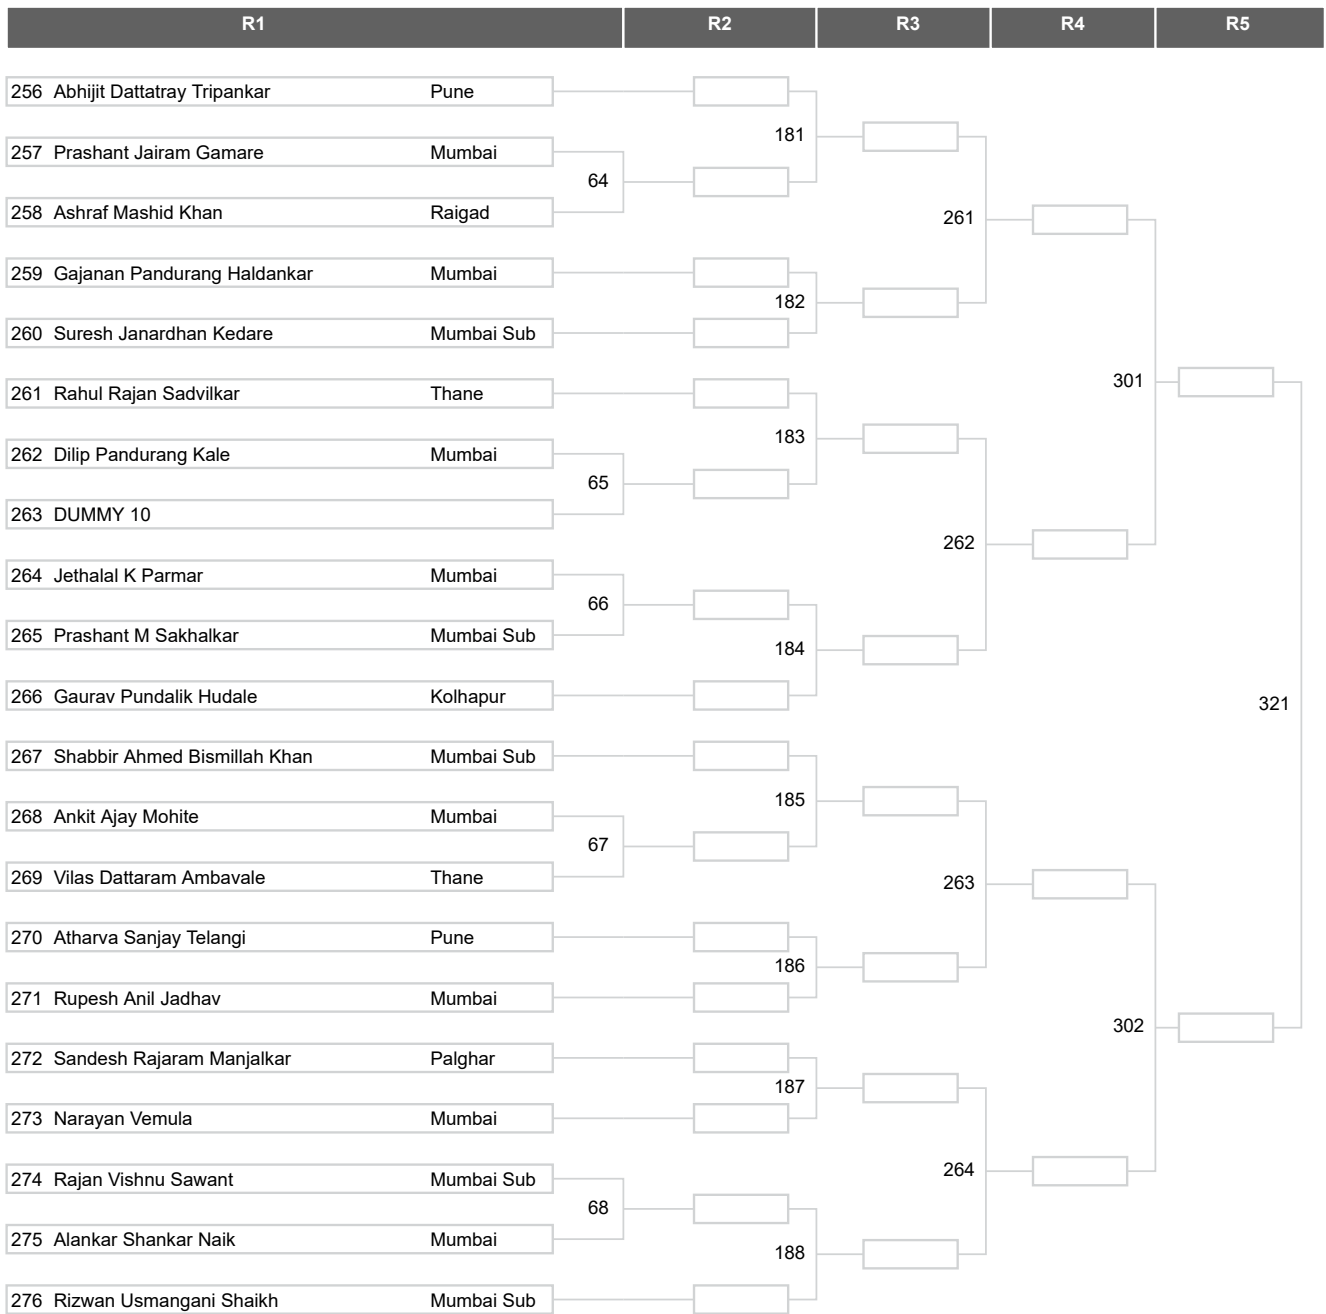 R1 R2 R3 R4 R5
256 Abhijit Dattatray Tripankar Pune
181
257 Prashant Jairam Gamare Mumbai
64
258 Ashraf Mashid Khan Raigad
261
259 Gajanan Pandurang Haldankar Mumbai
182
260 Suresh Janardhan Kedare Mumbai Sub
301
261 Rahul Rajan Sadvilkar Thane
183
262 Dilip Pandurang Kale Mumbai
65
263 DUMMY 10
262
264 Jethalal K Parmar Mumbai
66
265 Prashant M Sakhalkar Mumbai Sub
184
266 Gaurav Pundalik Hudale Kolhapur
321
267 Shabbir Ahmed Bismillah Khan Mumbai Sub
185
268 Ankit Ajay Mohite Mumbai
67
269 Vilas Dattaram Ambavale Thane
263
270 Atharva Sanjay Telangi Pune
186
271 Rupesh Anil Jadhav Mumbai
302
272 Sandesh Rajaram Manjalkar Palghar
187
273 Narayan Vemula Mumbai
264
274 Rajan Vishnu Sawant Mumbai Sub
68
275 Alankar Shankar Naik Mumbai
188
276 Rizwan Usmangani Shaikh Mumbai Sub